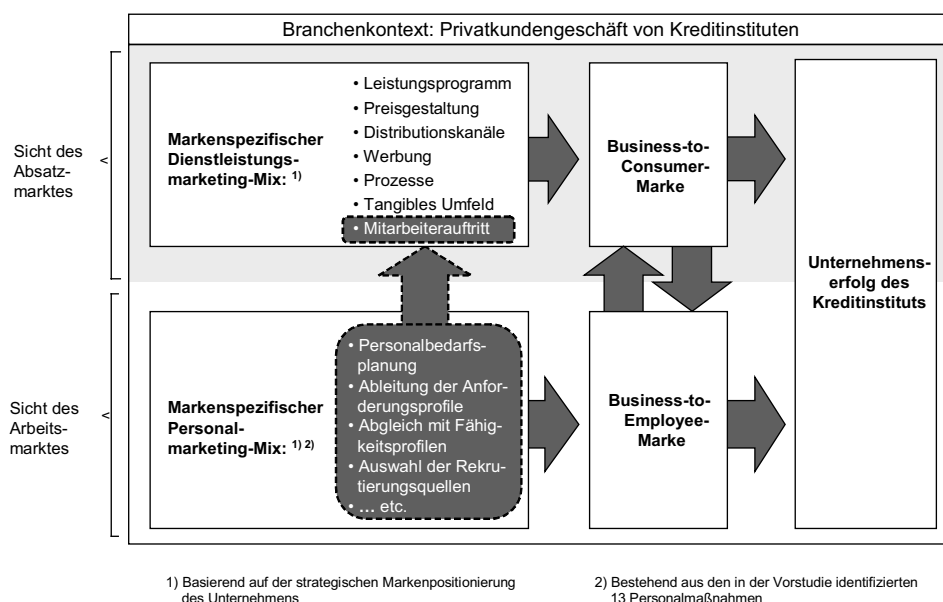 Branchenkontext: Privatkundengeschäft von Kreditinstituten
Sicht des
Absatz-
marktes
<
Markenspezifischer
Dienstleistungs-
marketing-Mix: 1)
• Leistungsprogramm
• Preisgestaltung
• Distributionskanäle
• Werbung
• Prozesse
• Tangibles Umfeld
• Mitarbeiterauftritt
Business-to-
Consumer-
Marke
Unternehmens-
erfolg des
Kreditinstituts
Sicht des
Arbeits-
marktes
<
Markenspezifischer
Personal-
marketing-Mix: 1) 2)
• Personalbedarfs-
planung
• Ableitung der Anfor-
derungsprofile
• Abgleich mit Fähig-
keitsprofilen
• Auswahl der Rekru-
tierungsquellen
• ... etc.
Business-to-
Employee-
Marke
1) Basierend auf der strategischen Markenpositionierung
des Unternehmens
2) Bestehend aus den in der Vorstudie identifizierten
13 Personalmaßnahmen